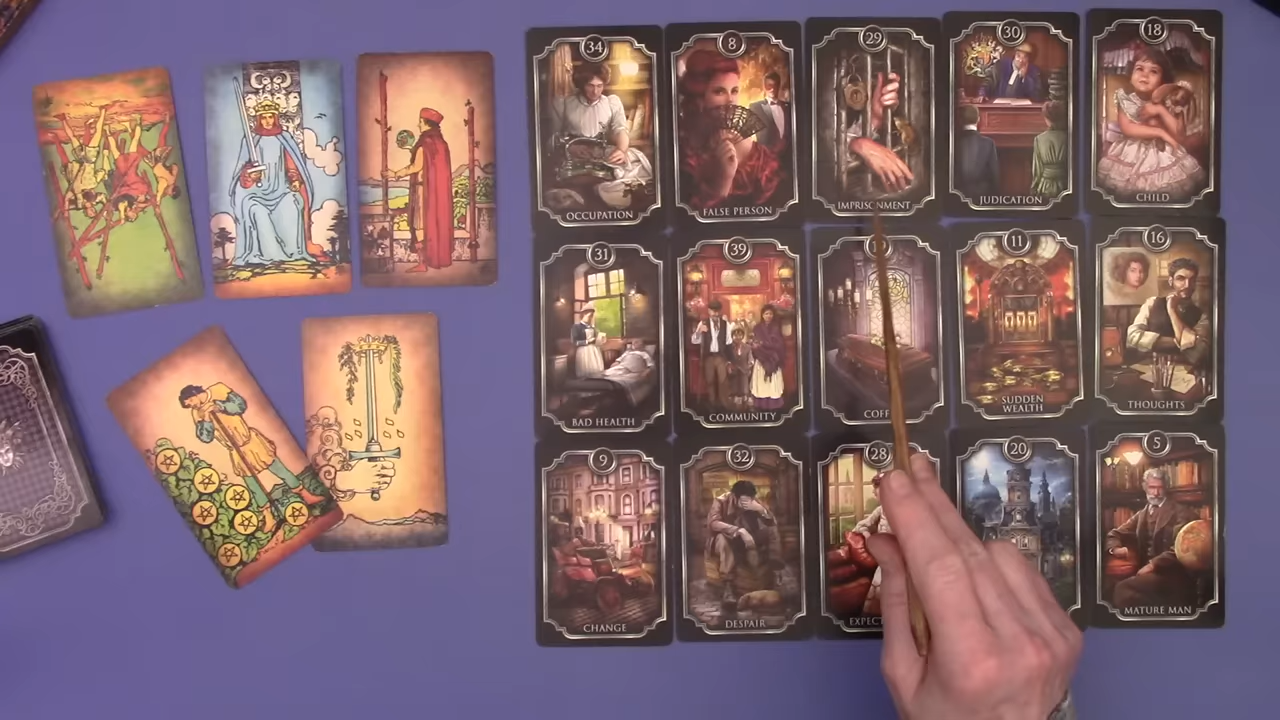 34
OCCUPATION
8
FALSE PERSON
29
IMPRISONMENT
30
JUDICATION
18
CHILD
31
BAD HEALTH
39
COMMUNITY
11
SUDDEN
WEALTH
16
THOUGHTS
9
CHANGE
32
DESPAIR
28
20
5
MATURE MAN